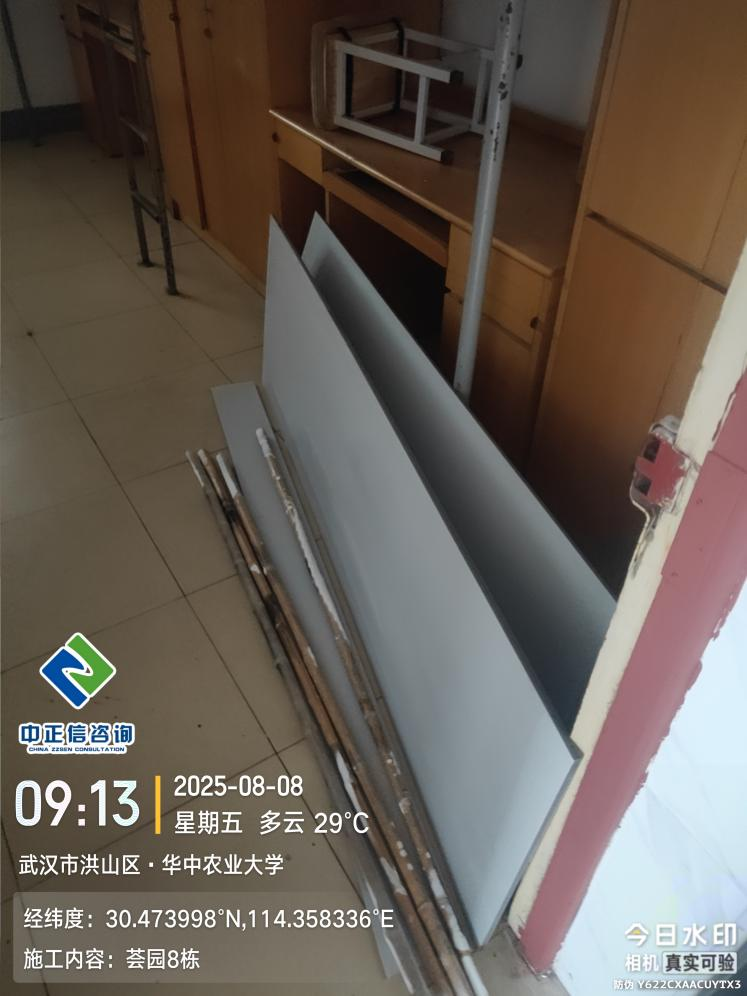 中正信咨询
CHINA ZZSEN CONSULTATION
09:13
2025-08-08
星期五 多云 29°C
武汉市洪山区·华中农业大学
经纬度：30.473998°N,114.358336°E
施工内容：荟园8栋
今日水印
相机 真实可验
防伪 Y622CXAACUYTX3